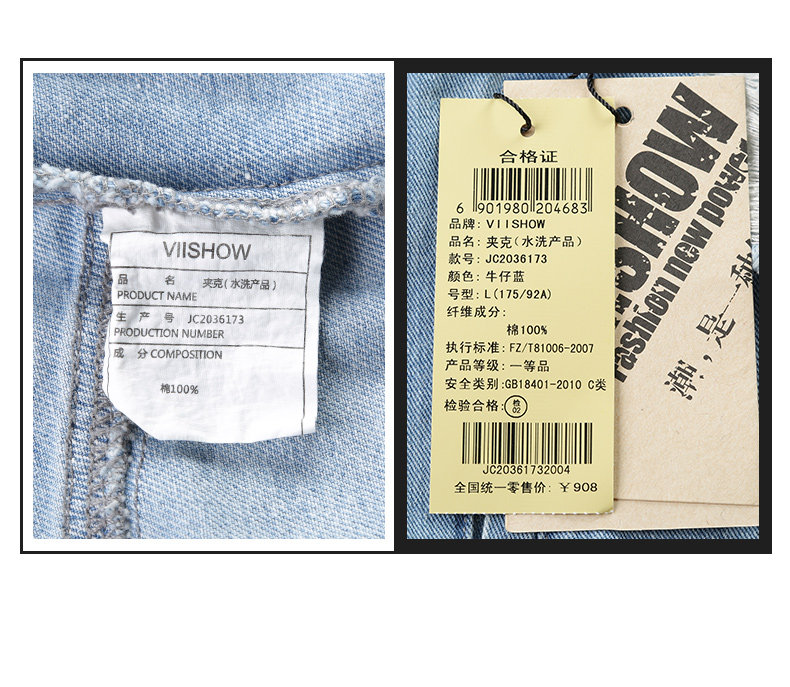 VIISHOW
品 名 夹克(水洗产品)
PRODUCT NAME
生 产 号 JC2036173
PRODUCTION NUMBER
成 分 COMPOSITION
棉100%
合格证
6 901980 204683
品牌: VIISHOW
品名: 夹克(水洗产品)
款号: JC2036173
颜色: 牛仔蓝
号型: L(175/92A)
纤维成分:
棉100%
执行标准: FZ/T81006-2007
产品等级: 一等品
安全类别:GB18401-2010 C类
检验合格: 检 02
JC20361732004
全国统一零售价: ¥908
SHOW
Fashion new power
潮,是一种